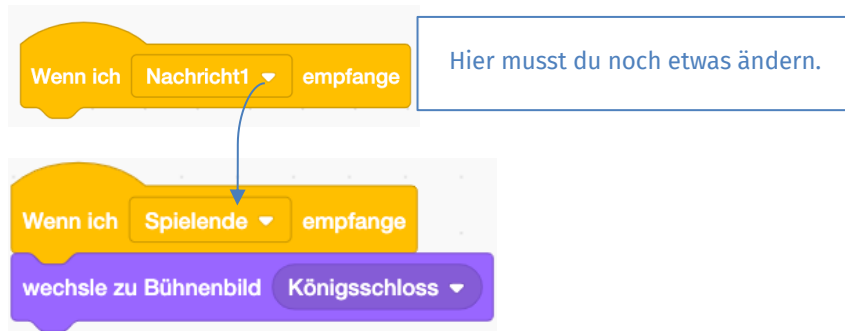 Wenn ich Nachricht1 empfange
Hier musst du noch etwas ändern.
Wenn ich Spielende empfange
wechsle zu Bühnenbild Königsschloss